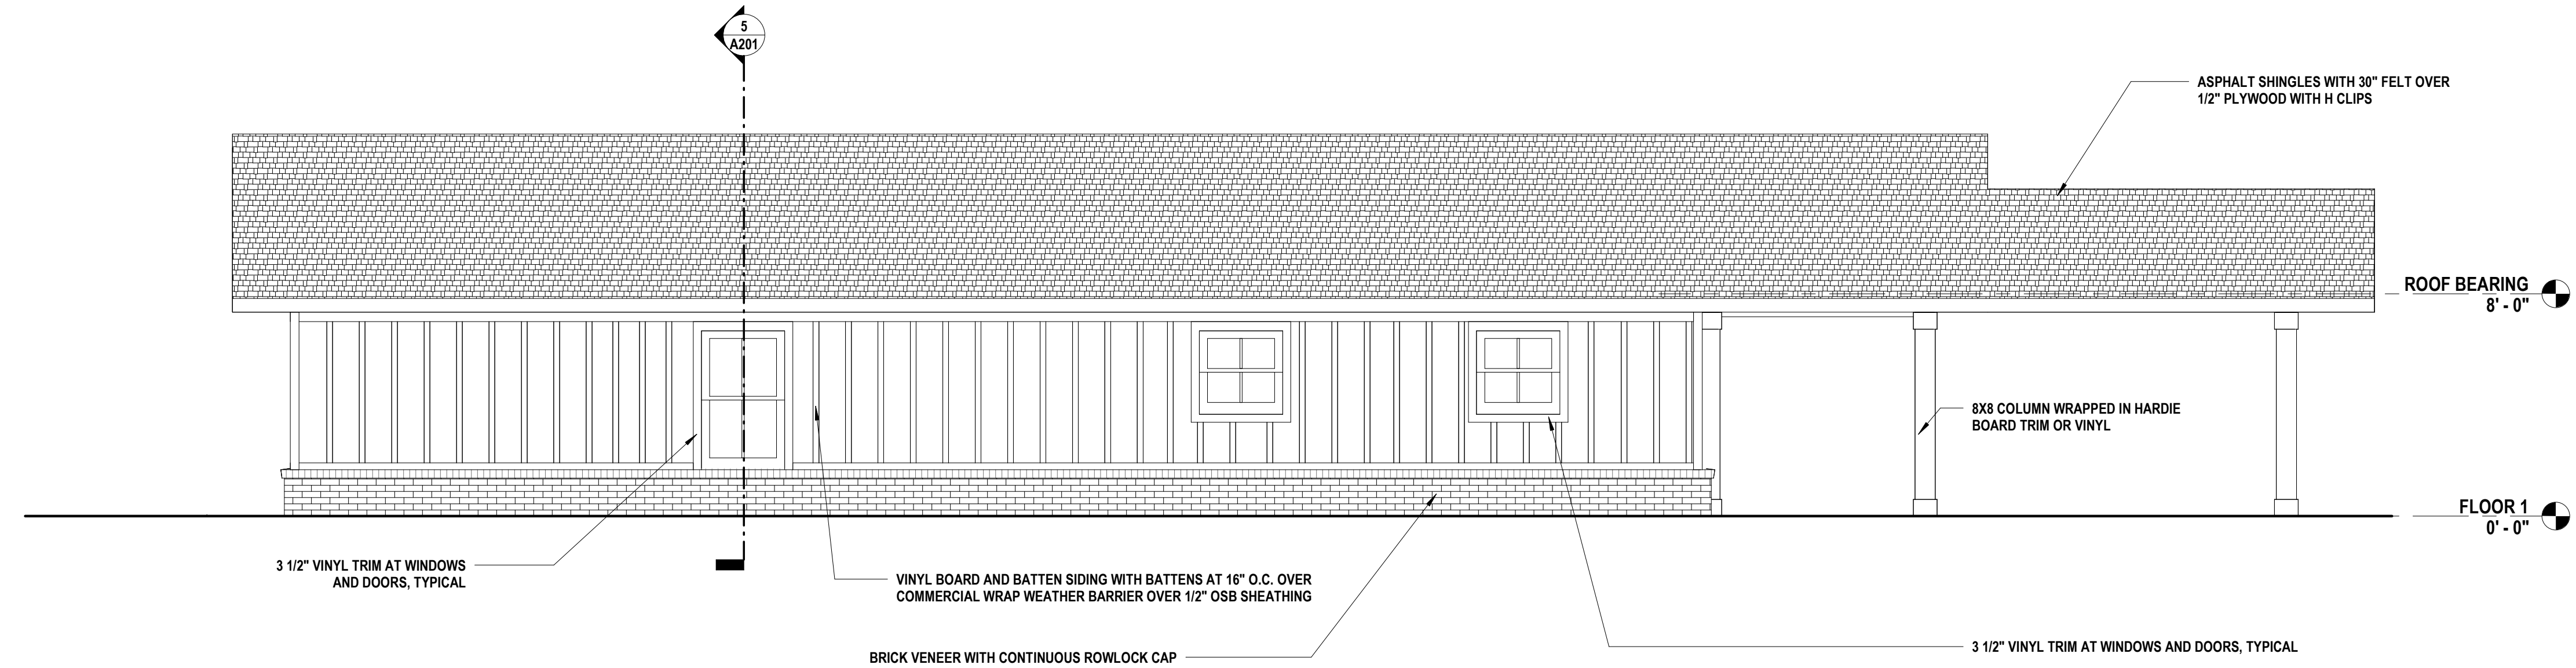 5
A201
ASPHALT SHINGLES WITH 30" FELT OVER
1/2" PLYWOOD WITH H CLIPS
ROOF BEARING
8' - 0"
8X8 COLUMN WRAPPED IN HARDIE
BOARD TRIM OR VINYL
FLOOR 1
0' - 0"
3 1/2" VINYL TRIM AT WINDOWS
AND DOORS, TYPICAL
VINYL BOARD AND BATTEN SIDING WITH BATTENS AT 16" O.C. OVER
COMMERCIAL WRAP WEATHER BARRIER OVER 1/2" OSB SHEATHING
BRICK VENEER WITH CONTINUOUS ROWLOCK CAP
3 1/2" VINYL TRIM AT WINDOWS AND DOORS, TYPICAL